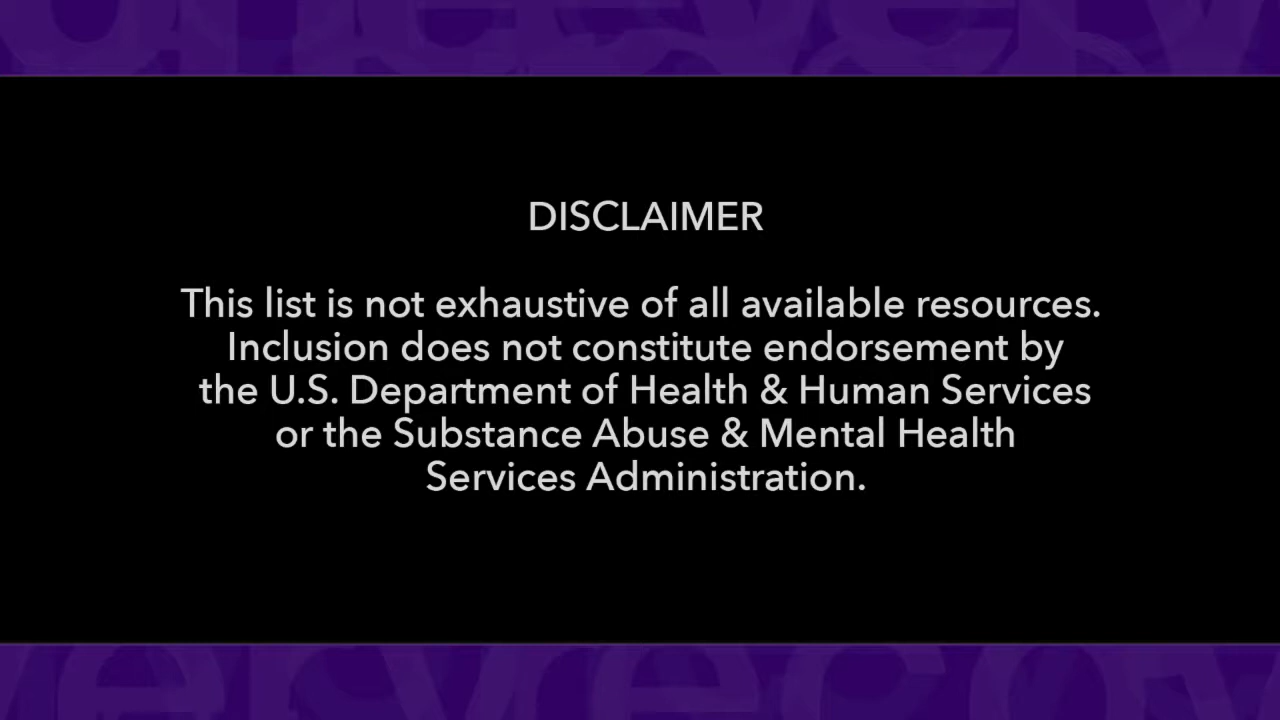 DISCLAIMER
This list is not exhaustive of all available resources.
Inclusion does not constitute endorsement by
the U.S. Department of Health & Human Services
or the Substance Abuse & Mental Health
Services Administration.